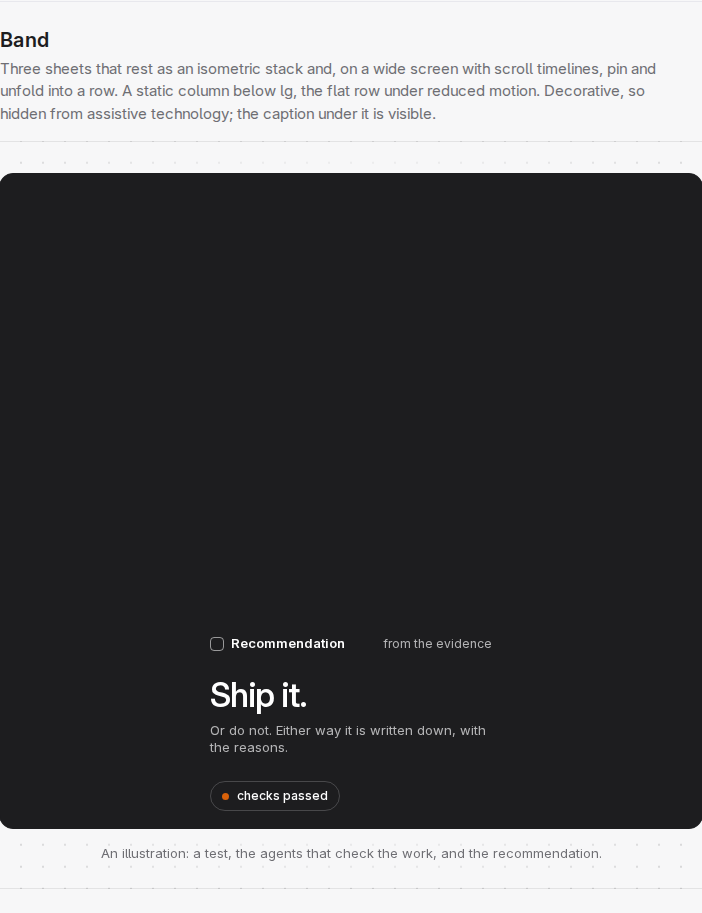 Band
Three sheets that rest as an isometric stack and, on a wide screen with scroll timelines, pin and
unfold into a row. A static column below lg, the flat row under reduced motion. Decorative, so
hidden from assistive technology; the caption under it is visible.
Recommendation from the evidence
Ship it.
Or do not. Either way it is written down, with
the reasons.
checks passed
An illustration: a test, the agents that check the work, and the recommendation.